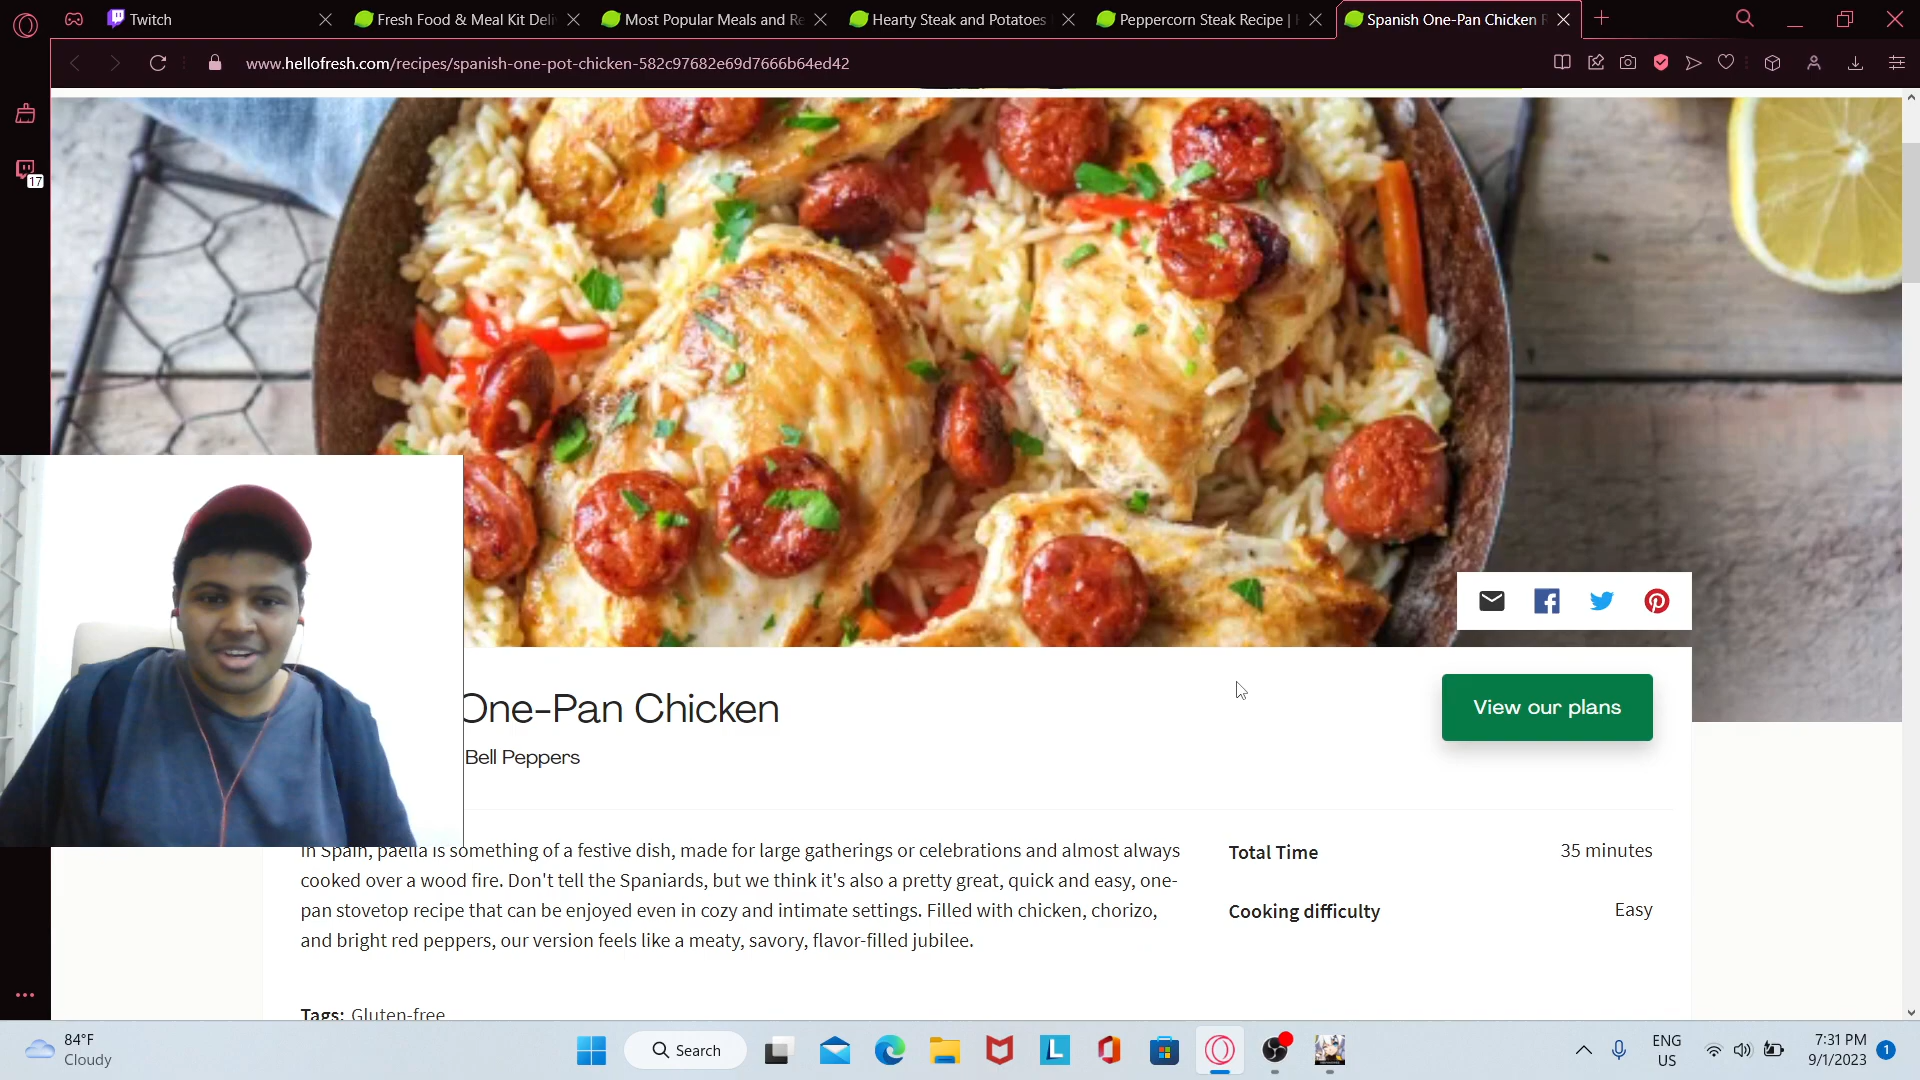 Twitch
Fresh Food & Meal Kit Deli
Most Popular Meals and Re
Hearty Steak and Potatoes
Peppercorn Steak Recipe |
Spanish One-Pan Chicken R
www.hellofresh.com/recipes/spanish-one-pot-chicken-582c97682e69d7666b64ed42
17
One-Pan Chicken
View our plans
Bell Peppers
In Spain, paella is something of a festive dish, made for large gatherings or celebrations and almost always
cooked over a wood fire. Don't tell the Spaniards, but we think it's also a pretty great, quick and easy, one-
pan stovetop recipe that can be enjoyed even in cozy and intimate settings. Filled with chicken, chorizo,
and bright red peppers, our version feels like a meaty, savory, flavor-filled jubilee.
Total Time 35 minutes
Cooking difficulty Easy
Tags: Gluten-free
84°F
Cloudy
Search
L
ENG
US
7:31 PM
9/1/2023
1